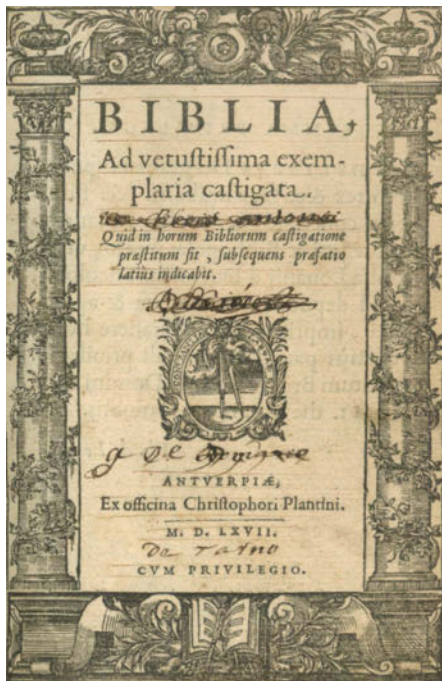 BIBLIA,
Ad vetustissima exem-
plaria castigata.
Quid in horum Bibliorum castigatione
præstitum sit, subsequens præfatio
latiùs indicabit.
ANTVERPIÆ,
Ex officina Christophori Plantini.
M. D. LXVII.
CVM PRIVILEGIO.